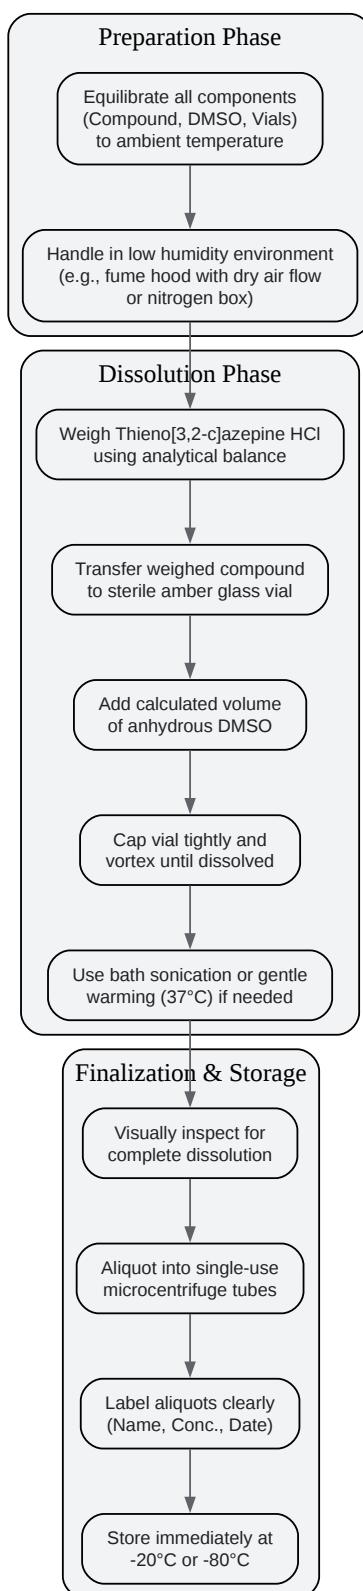 Preparation Phase
Equilibrate all components
(Compound, DMSO, Vials)
to ambient temperature
Handle in low humidity environment
(e.g., fume hood with dry air flow
or nitrogen box)
Dissolution Phase
Weigh Thieno[3,2-c]azepine HCl
using analytical balance
Transfer weighed compound
to sterile amber glass vial
Add calculated volume
of anhydrous DMSO
Cap vial tightly and
vortex until dissolved
Use bath sonication or gentle
warming (37°C) if needed
Finalization & Storage
Visually inspect for
complete dissolution
Aliquot into single-use
microcentrifuge tubes
Label aliquots clearly
(Name, Conc., Date)
Store immediately at
-20°C or -80°C